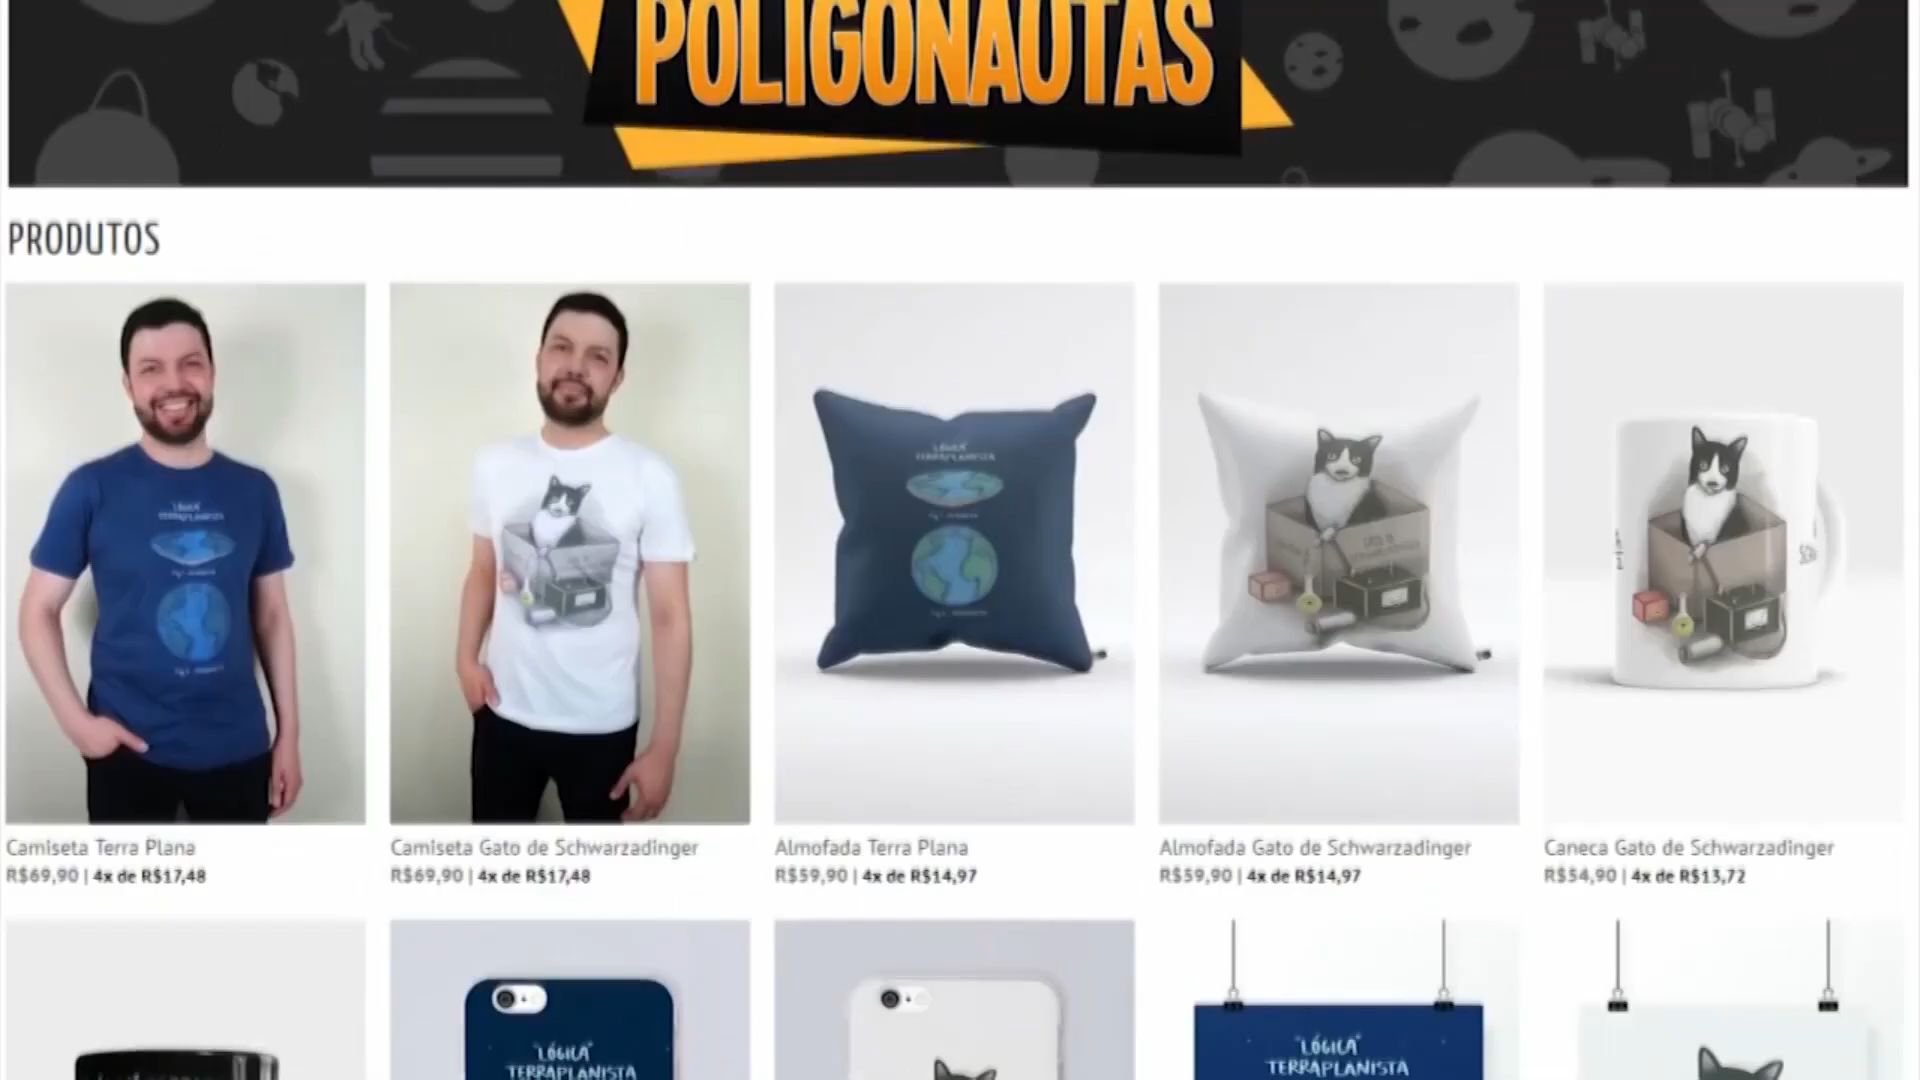 POLIGONAUTAS
PRODUTOS
Camiseta Terra Plana
R$69,90 | 4x de R$17,48
Camiseta Gato de Schwarzadinger
R$69,90 | 4x de R$17,48
Almofada Terra Plana
R$59,90 | 4x de R$14,97
Almofada Gato de Schwarzadinger
R$59,90 | 4x de R$14,97
Caneca Gato de Schwarzadinger
R$54,90 | 4x de R$13,72
"LÓGICA"
TERRAPLANISTA
"LÓGICA"
TERRAPLANISTA